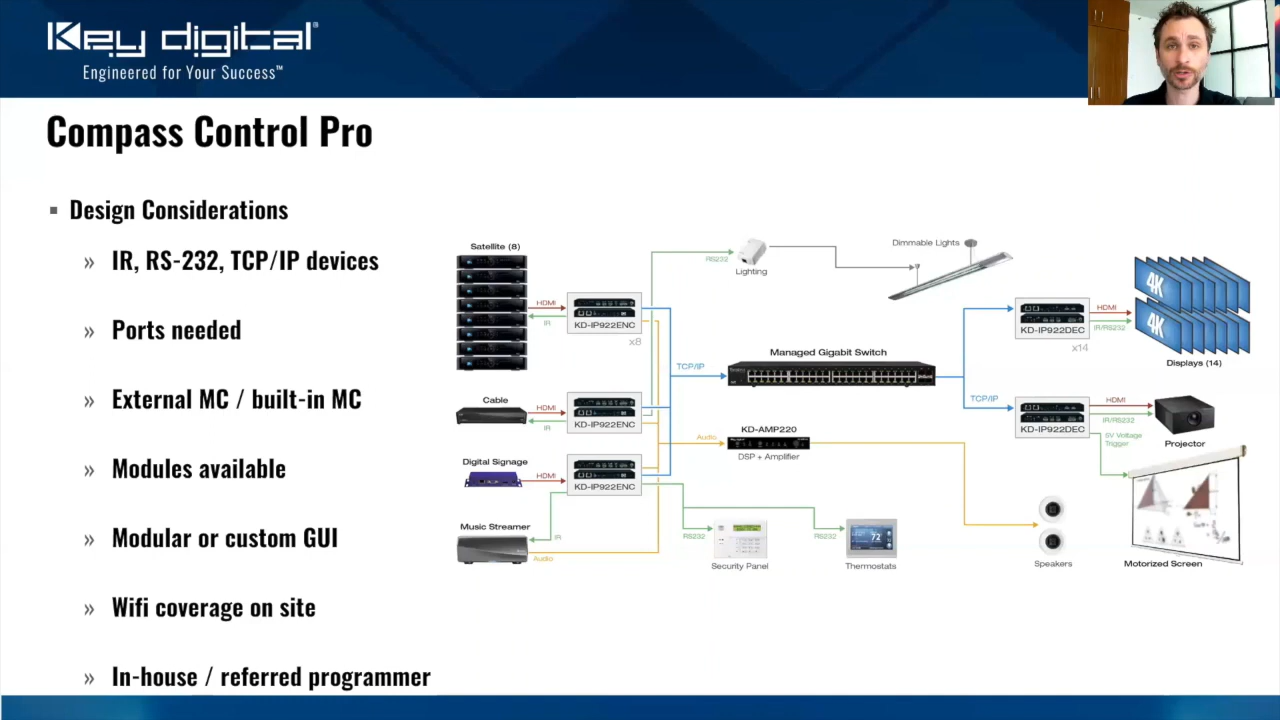 Key digital®
Engineered for Your Success™
Compass Control Pro
Design Considerations
» IR, RS-232, TCP/IP devices
» Ports needed
» External MC / built-in MC
» Modules available
» Modular or custom GUI
» Wifi coverage on site
» In-house / referred programmer
Satellite (8)
HDMI
IR
KD-IP922ENC
x8
Cable
HDMI
IR
KD-IP922ENC
Digital Signage
HDMI
KD-IP922ENC
Music Streamer
IR
Audio
RS232
Lighting
Dimmable Lights
TCP/IP
Managed Gigabit Switch
Audio
KD-AMP220
DSP + Amplifier
RS232
Security Panel
RS232
72
Thermostats
TCP/IP
KD-IP922DEC
x14
HDMI
IR/RS232
4K
4K
Displays (14)
KD-IP922DEC
HDMI
IR/RS232
5V Voltage
Trigger
Projector
Speakers
Motorized Screen